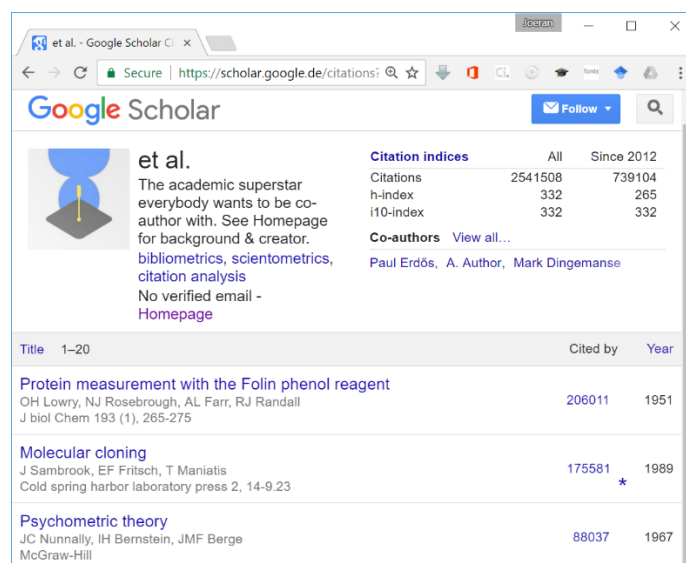 Joeran
et al. - Google Scholar Ci
Secure | https://scholar.google.de/citations?
Ci.
fonts
Google Scholar
Follow
et al.
The academic superstar
everybody wants to be co-
author with. See Homepage
for background & creator.
bibliometrics, scientometrics,
citation analysis
No verified email -
Homepage
Citation indices All Since 2012
Citations 2541508 739104
h-index 332 265
i10-index 332 332
Co-authors View all...
Paul Erdős, A. Author, Mark Dingemanse
Title 1–20 Cited by Year
Protein measurement with the Folin phenol reagent
OH Lowry, NJ Rosebrough, AL Farr, RJ Randall
J biol Chem 193 (1), 265-275
206011 1951
Molecular cloning
J Sambrook, EF Fritsch, T Maniatis
Cold spring harbor laboratory press 2, 14-9.23
175581 * 1989
Psychometric theory
JC Nunnally, IH Bernstein, JMF Berge
McGraw-Hill
88037 1967